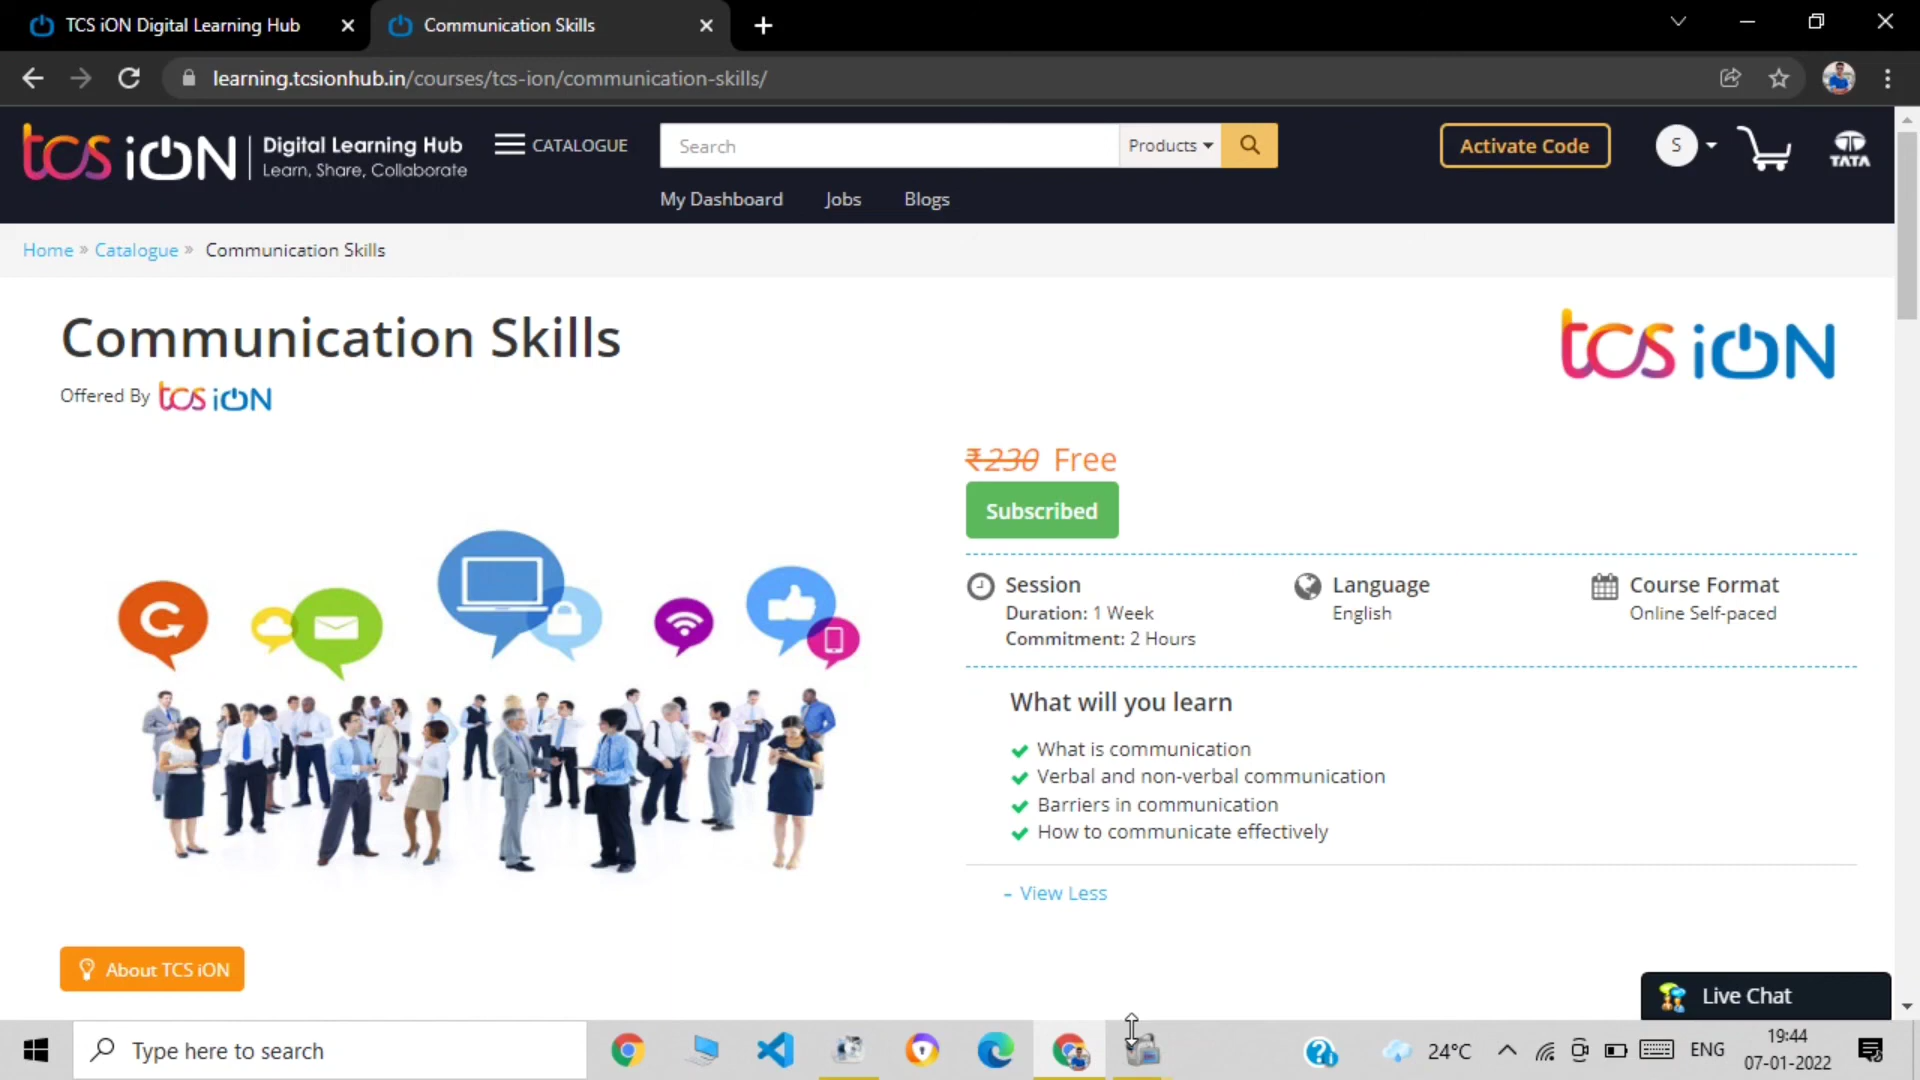 TCS iON Digital Learning Hub
Communication Skills
learning.tcsionhub.in/courses/tcs-ion/communication-skills/
tcs iON
Digital Learning Hub
Learn, Share, Collaborate
CATALOGUE
Search
Products
Activate Code
S
TATA
My Dashboard
Jobs
Blogs
Home » Catalogue » Communication Skills
Communication Skills
tcs iON
Offered By tcs iON
₹230 Free
Subscribed
Session
Duration: 1 Week
Commitment: 2 Hours
Language
English
Course Format
Online Self-paced
What will you learn
What is communication
Verbal and non-verbal communication
Barriers in communication
How to communicate effectively
- View Less
About TCS iON
Live Chat
Type here to search
24°C
ENG
19:44
07-01-2022